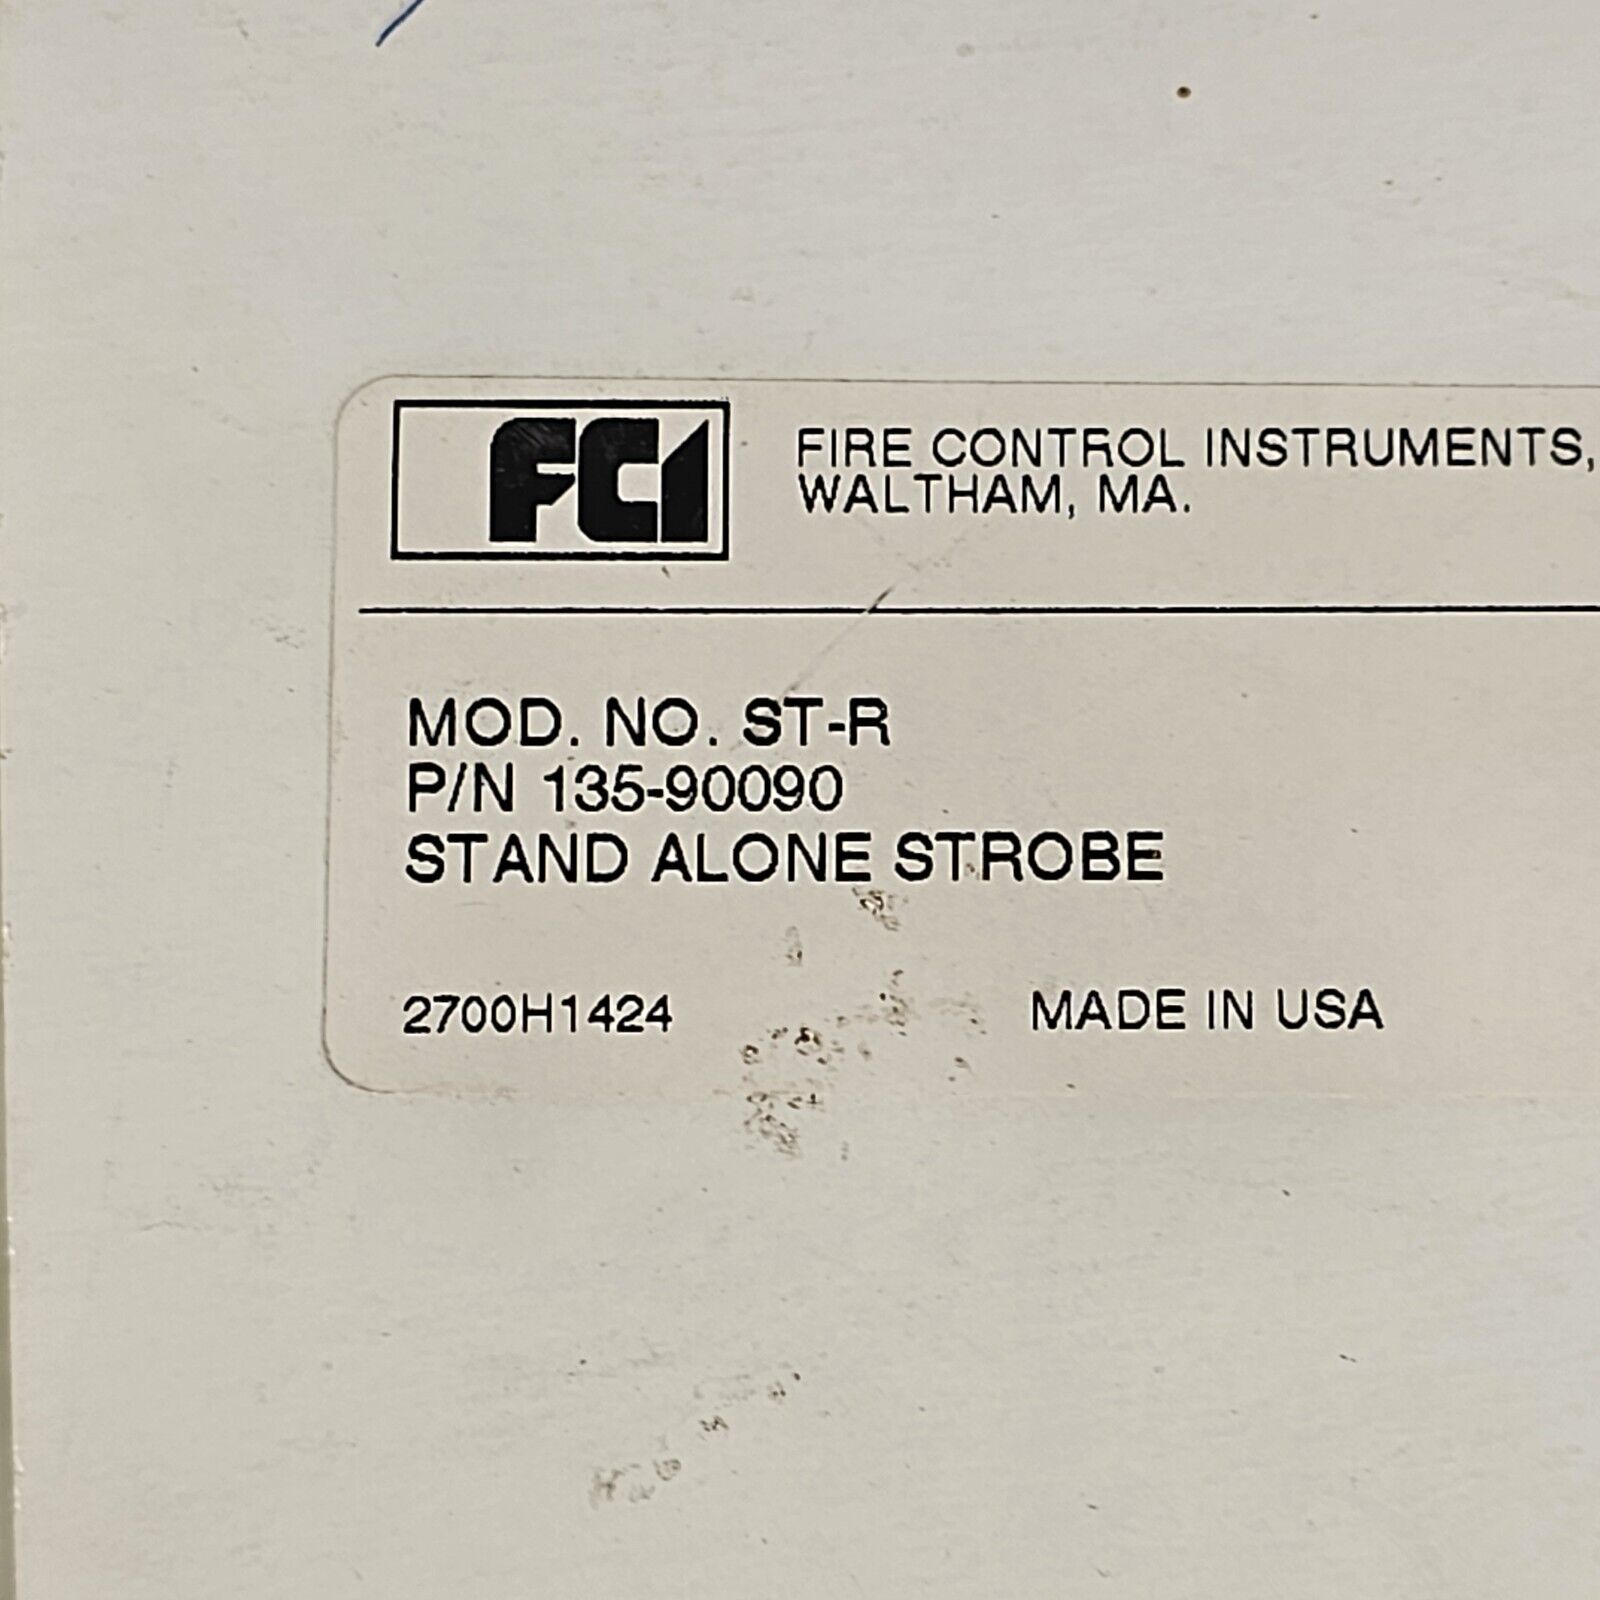 FCI
FIRE CONTROL INSTRUMENTS,
WALTHAM, MA.
MOD. NO. ST-R
P/N 135-90090
STAND ALONE STROBE
2700H1424 MADE IN USA